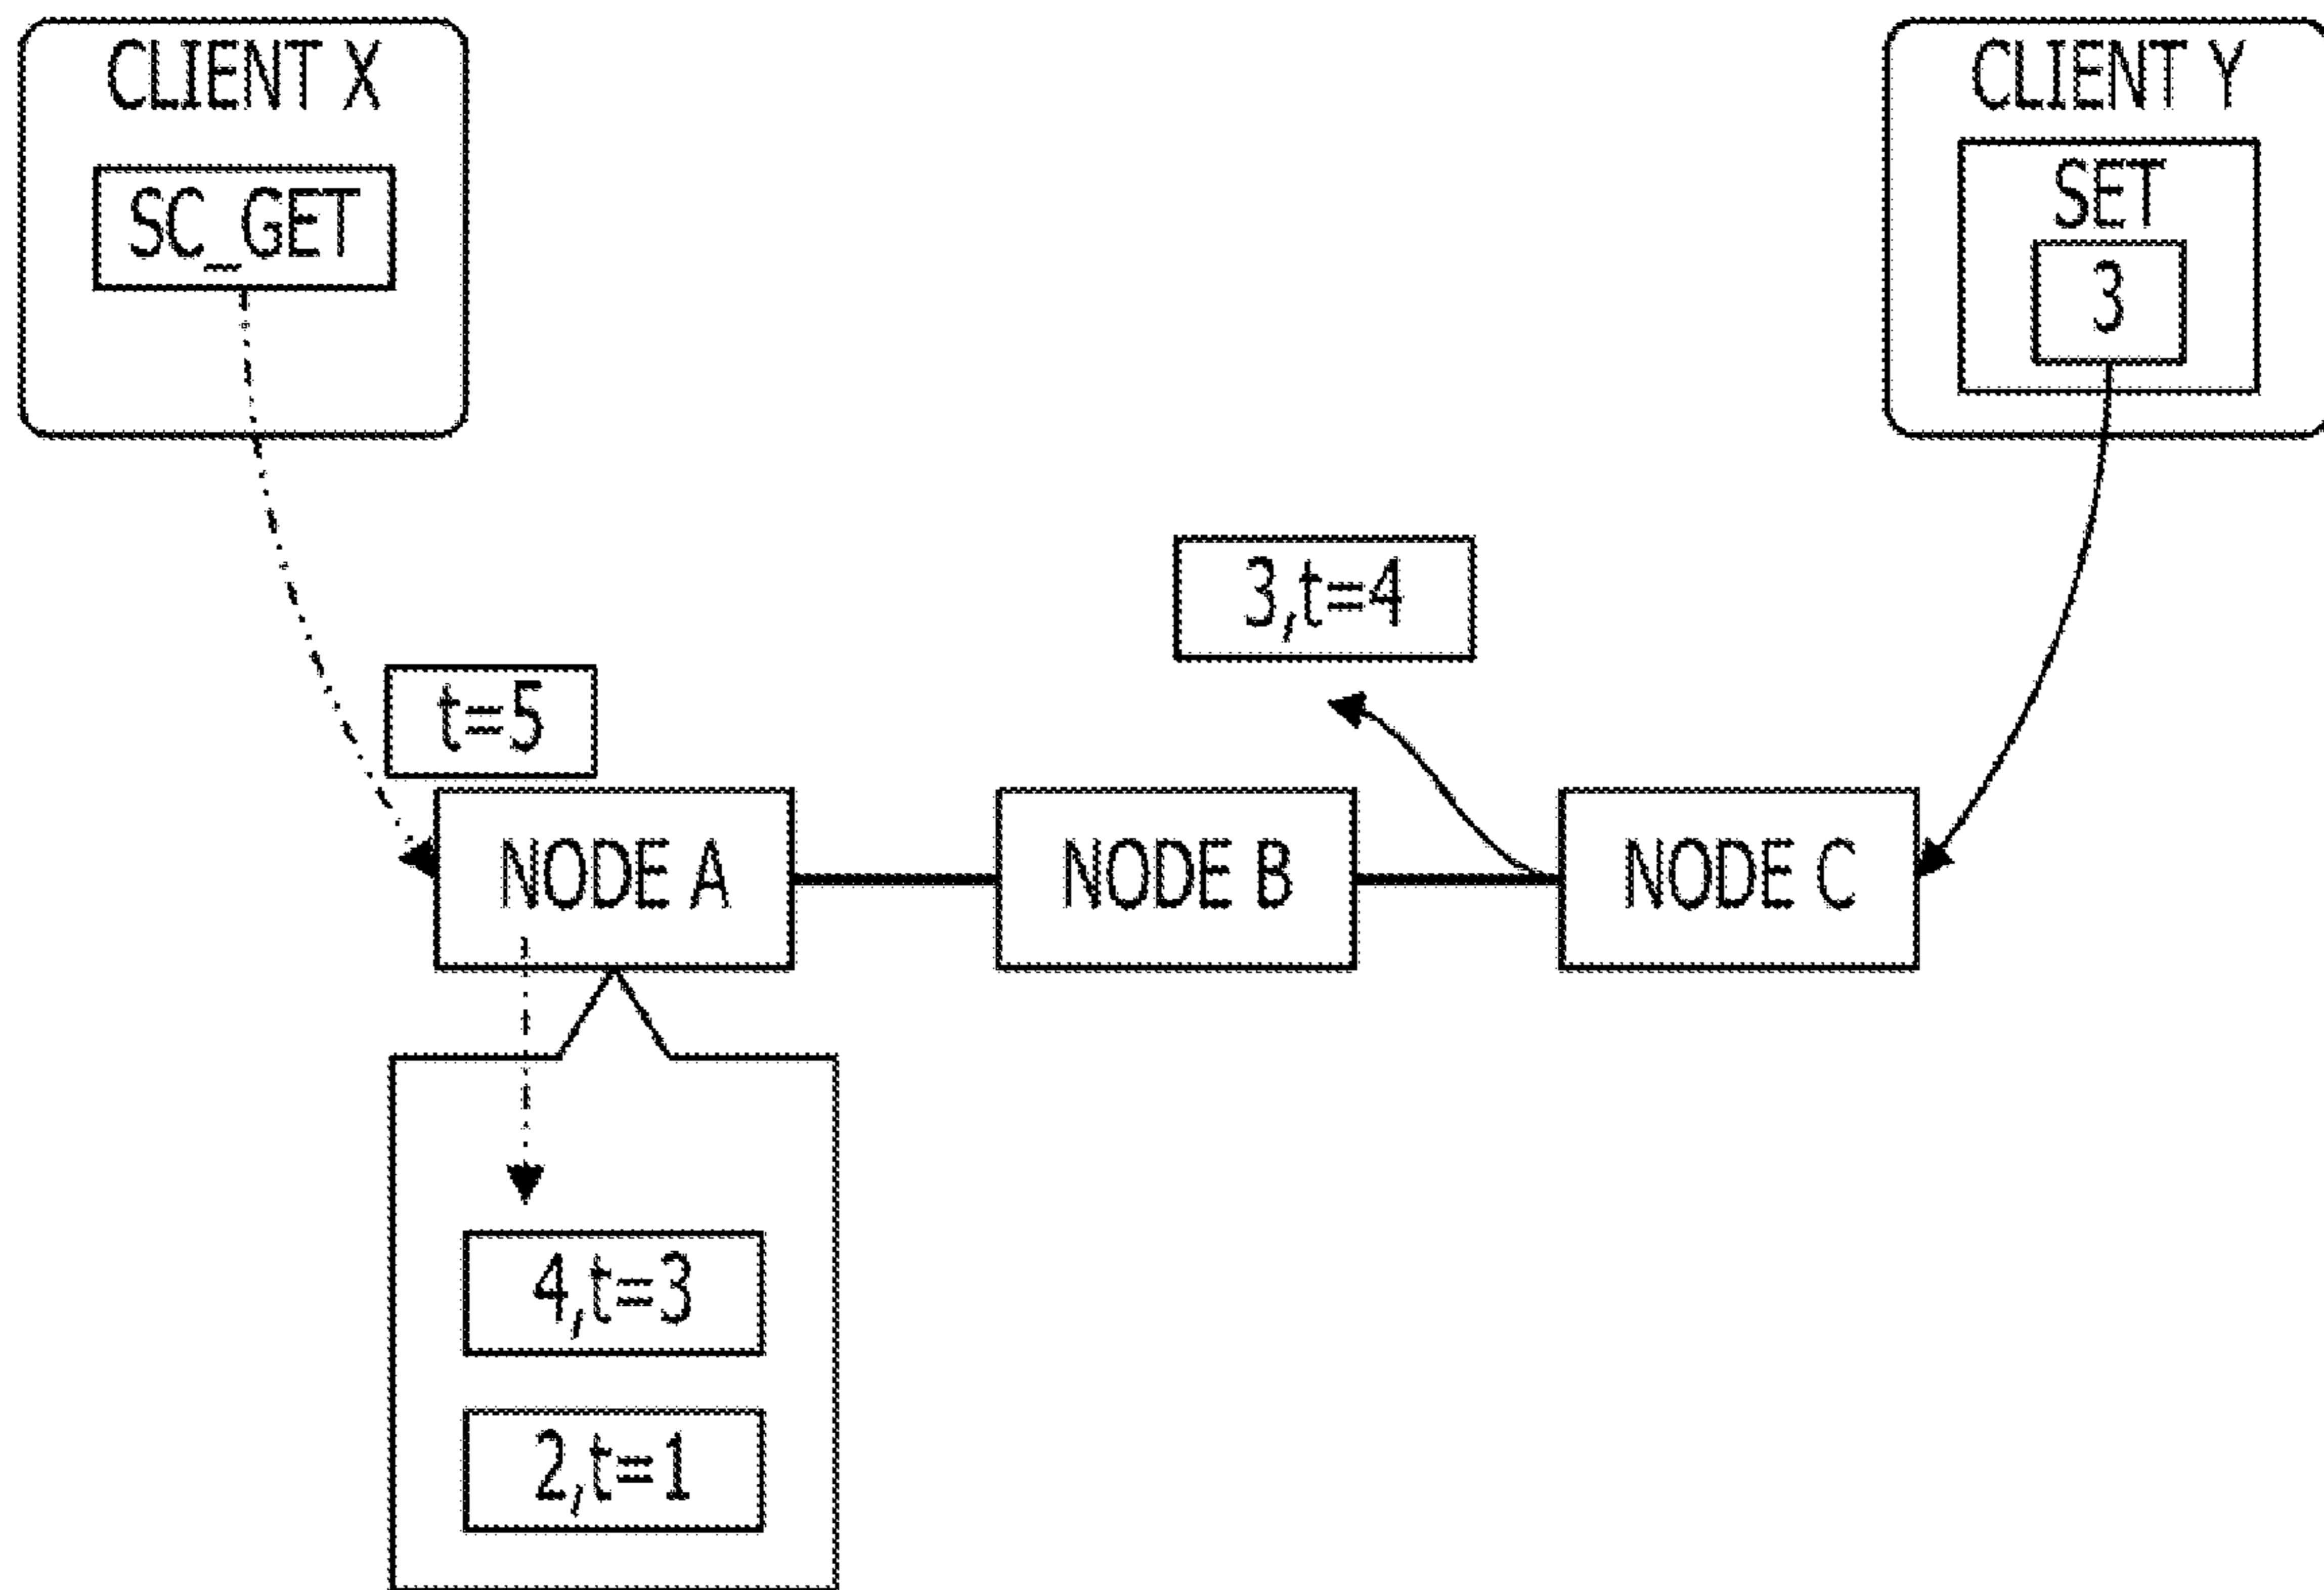 CLIENT X
SC_GET
CLIENT Y
SET
3
3,t=4
t=5
NODE A
NODE B
NODE C
4,t=3
2,t=1